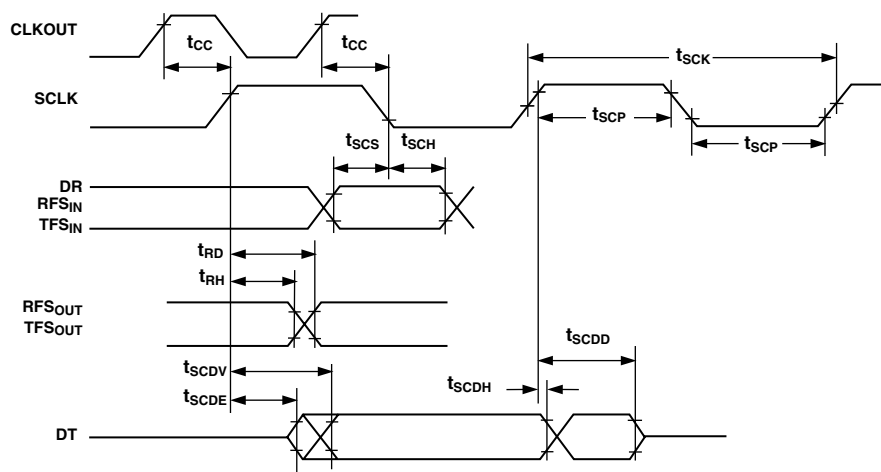 CLKOUT
tCC
tCC
tSCK
SCLK
tSCP
tSCP
tSCS
tSCH
DR
RFSIN
TFSIN
tRD
tRH
RFSOUT
TFSOUT
tSCDV
tSCDE
tSCDH
tSCDD
DT